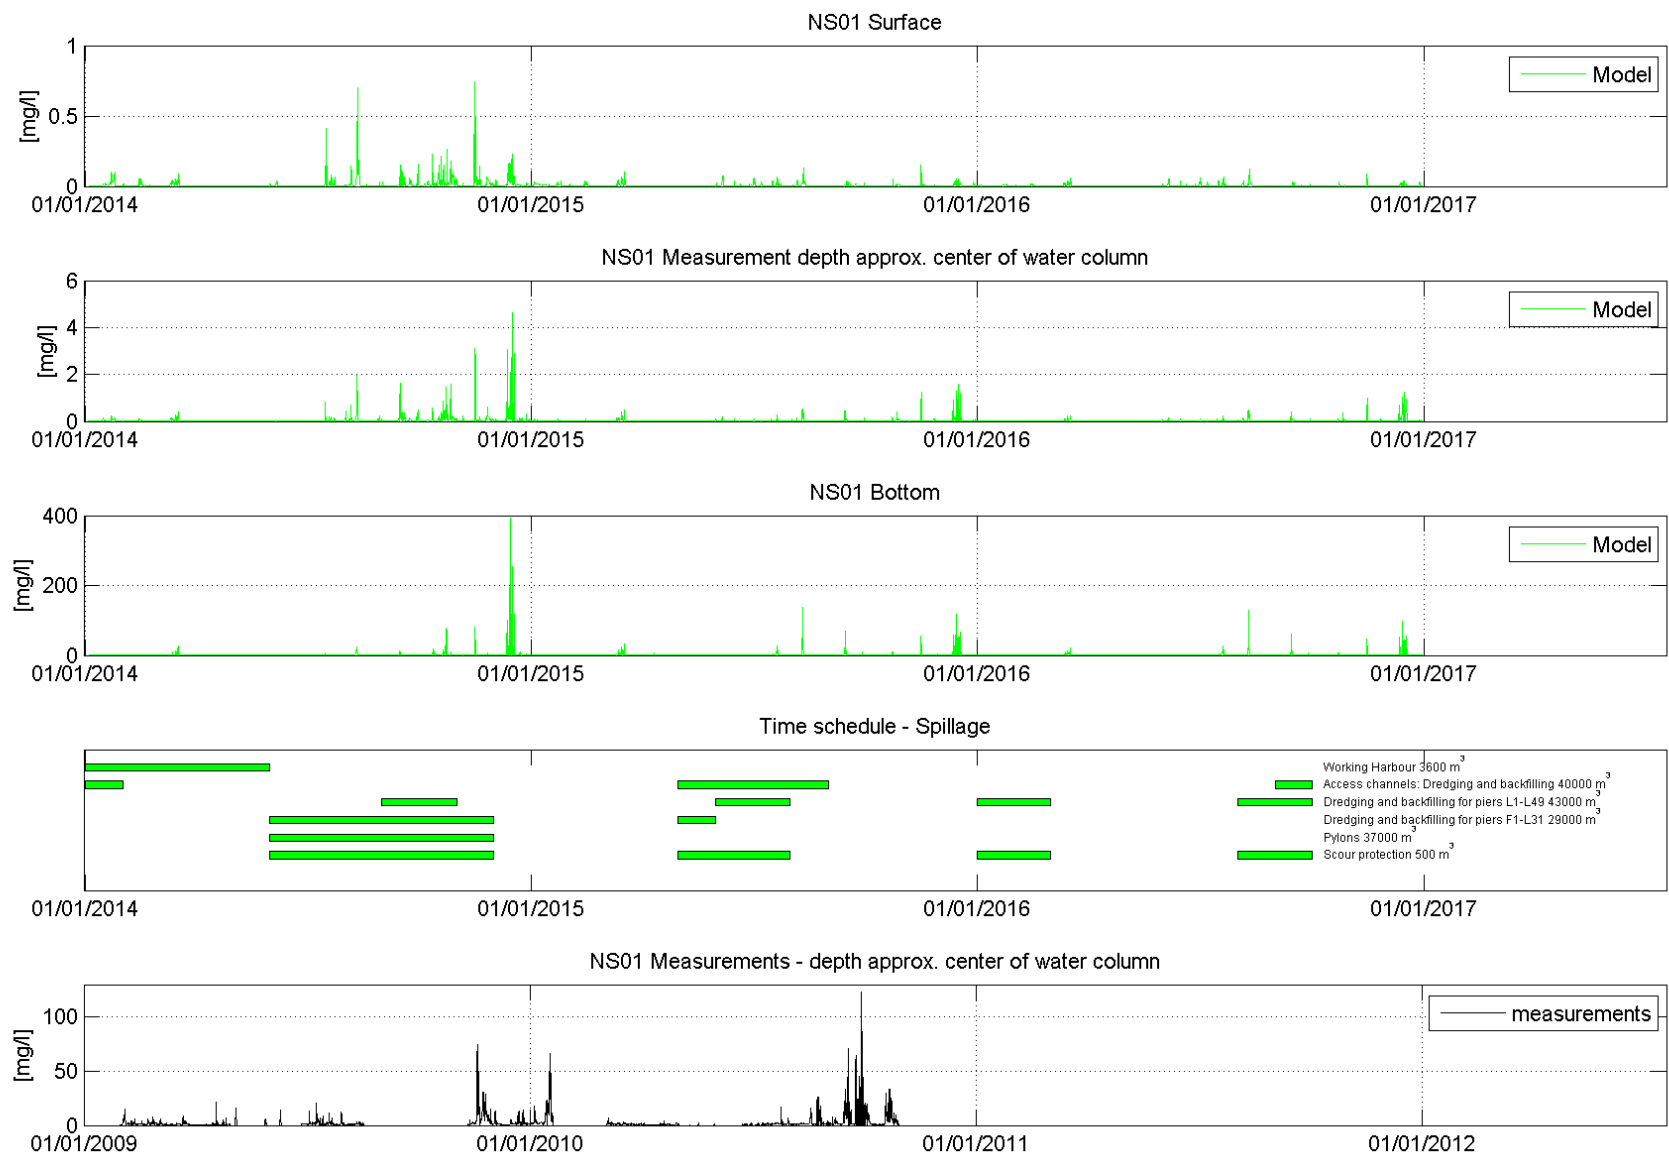 NS01 Surface
1
0.5
0
[mg/l]
Model
01/01/2014 01/01/2015 01/01/2016 01/01/2017
NS01 Measurement depth approx. center of water column
6
4
2
0
[mg/l]
Model
01/01/2014 01/01/2015 01/01/2016 01/01/2017
NS01 Bottom
400
200
0
[mg/l]
Model
01/01/2014 01/01/2015 01/01/2016 01/01/2017
Time schedule - Spillage
Working Harbour 3600 m³
Access channels: Dredging and backfilling 40000 m³
Dredging and backfilling for piers L1-L49 43000 m³
Dredging and backfilling for piers F1-L31 29000 m³
Pylons 37000 m³
Scour protection 500 m³
01/01/2014 01/01/2015 01/01/2016 01/01/2017
NS01 Measurements - depth approx. center of water column
100
50
0
[mg/l]
measurements
01/01/2009 01/01/2010 01/01/2011 01/01/2012